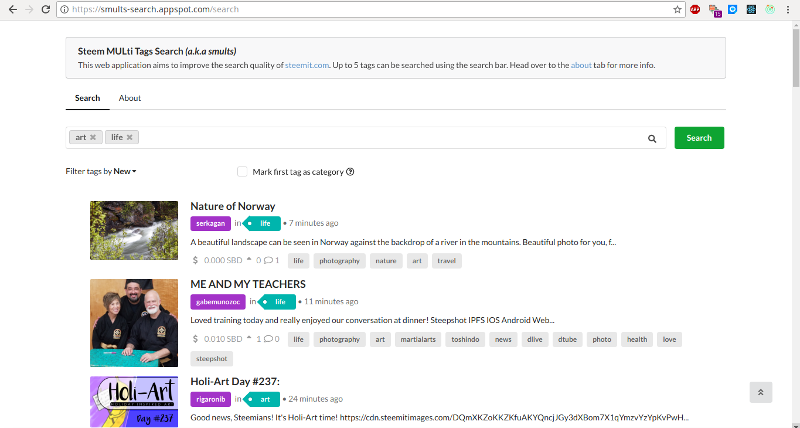 https://smults-search.appspot.com/search
ABP
15
Steem MULti Tags Search (a.k.a smults)
This web application aims to improve the search quality of steemit.com. Up to 5 tags can be searched using the search bar. Head over to the about tab for more info.
Search About
art life Search
Filter tags by New Mark first tag as category
Nature of Norway
serkagan in life • 7 minutes ago
A beautiful landscape can be seen in Norway against the backdrop of a river in the mountains. Beautiful photo for you, f...
$ 0.000 SBD 0 1 life photography nature art travel
ME AND MY TEACHERS
gabemunozoc in life • 11 minutes ago
Loved training today and really enjoyed our conversation at dinner! Steepshot IPFS IOS Android Web...
$ 0.010 SBD 1 0 life photography art martialarts toshindo news dlive dtube photo health love
steepshot
Holi-Art
Day #237
Holi-Art Day #237:
rigaronib in art • 24 minutes ago
Good news, Steemians! It's Holi-Art time! https://cdn.steemitimages.com/DQmXKZoKKZKfuAKYQncjJGy3dXBom7X1qYmzvYzYpKvPwH...